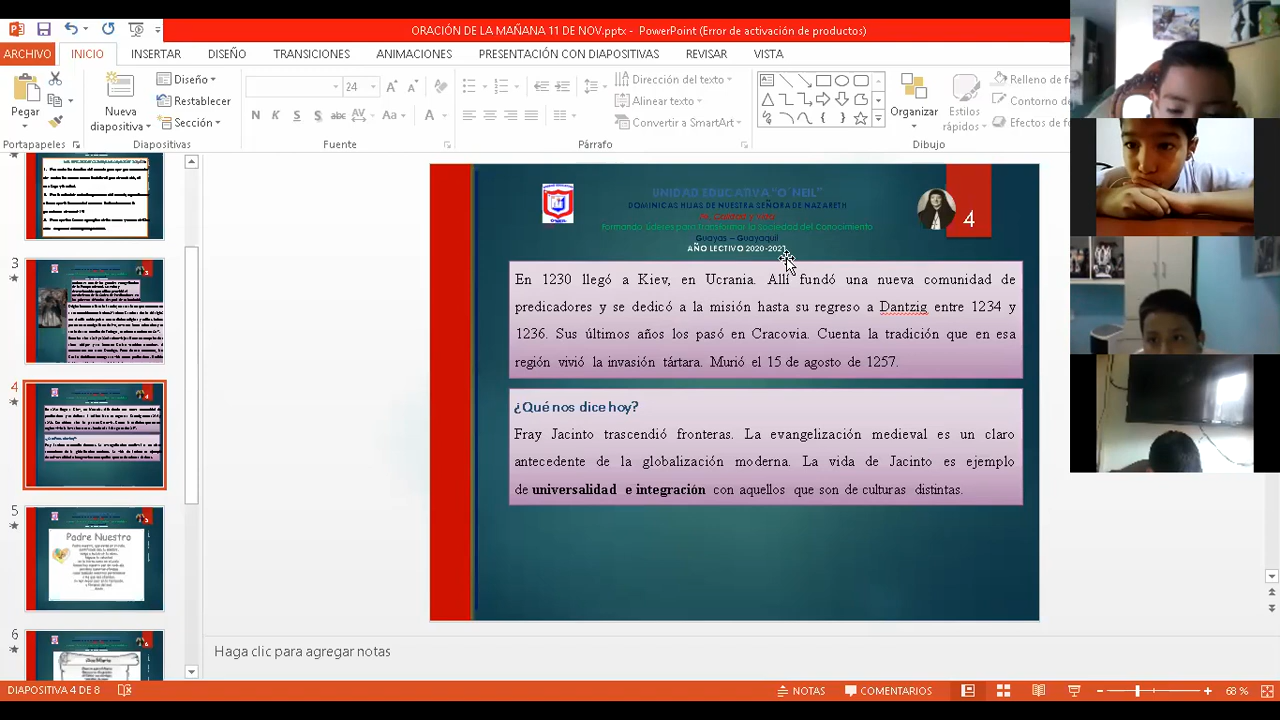 ORACIÓN DE LA MAÑANA 11 DE NOV.pptx - PowerPoint (Error de activación de productos)
ARCHIVO INICIO INSERTAR DISEÑO TRANSICIONES ANIMACIONES PRESENTACIÓN CON DIAPOSITIVAS REVISAR VISTA
Pegar
Nueva diapositiva
Diseño
Restablecer
Sección
24
Dirección del texto
Alinear texto
Convertir a SmartArt
Organizar
Estilos rápidos
Relleno de
Contorno de
Efectos de fo
Portapapeles Diapositivas Fuente Párrafo Dibujo
3
4
5
Padre Nuestro
6
UNIDAD EDUCATIVA "O´NEIL"
DOMINICAS HIJAS DE NUESTRA SEÑORA DE NAZARETH
Formando Líderes para Transformar la Sociedad del Conocimiento
Guayas – Guayaquil
AÑO LECTIVO 2020-2021
4
En 1230 llegó a Kiev, en Ucrania. Allí fundó una nueva comunidad de
predicadores y se dedicó a la misión hasta su regreso a Dantzia en 1234 y
1236. Sus últimos años los pasó en Cracovia. Cuenta la tradición que en esa
región vivió la invasión tártara. Murió el 15 de agosto de 1257.
¿Qué nos dice hoy?
Fray Jacinto trascendió fronteras. La evangelización medieval es un claro
antecedente de la globalización moderna. La vida de Jacinto es ejemplo
de universalidad e integración con aquellos que son de culturas distintas.
Haga clic para agregar notas
DIAPOSITIVA 4 DE 8 NOTAS COMENTARIOS 68 %